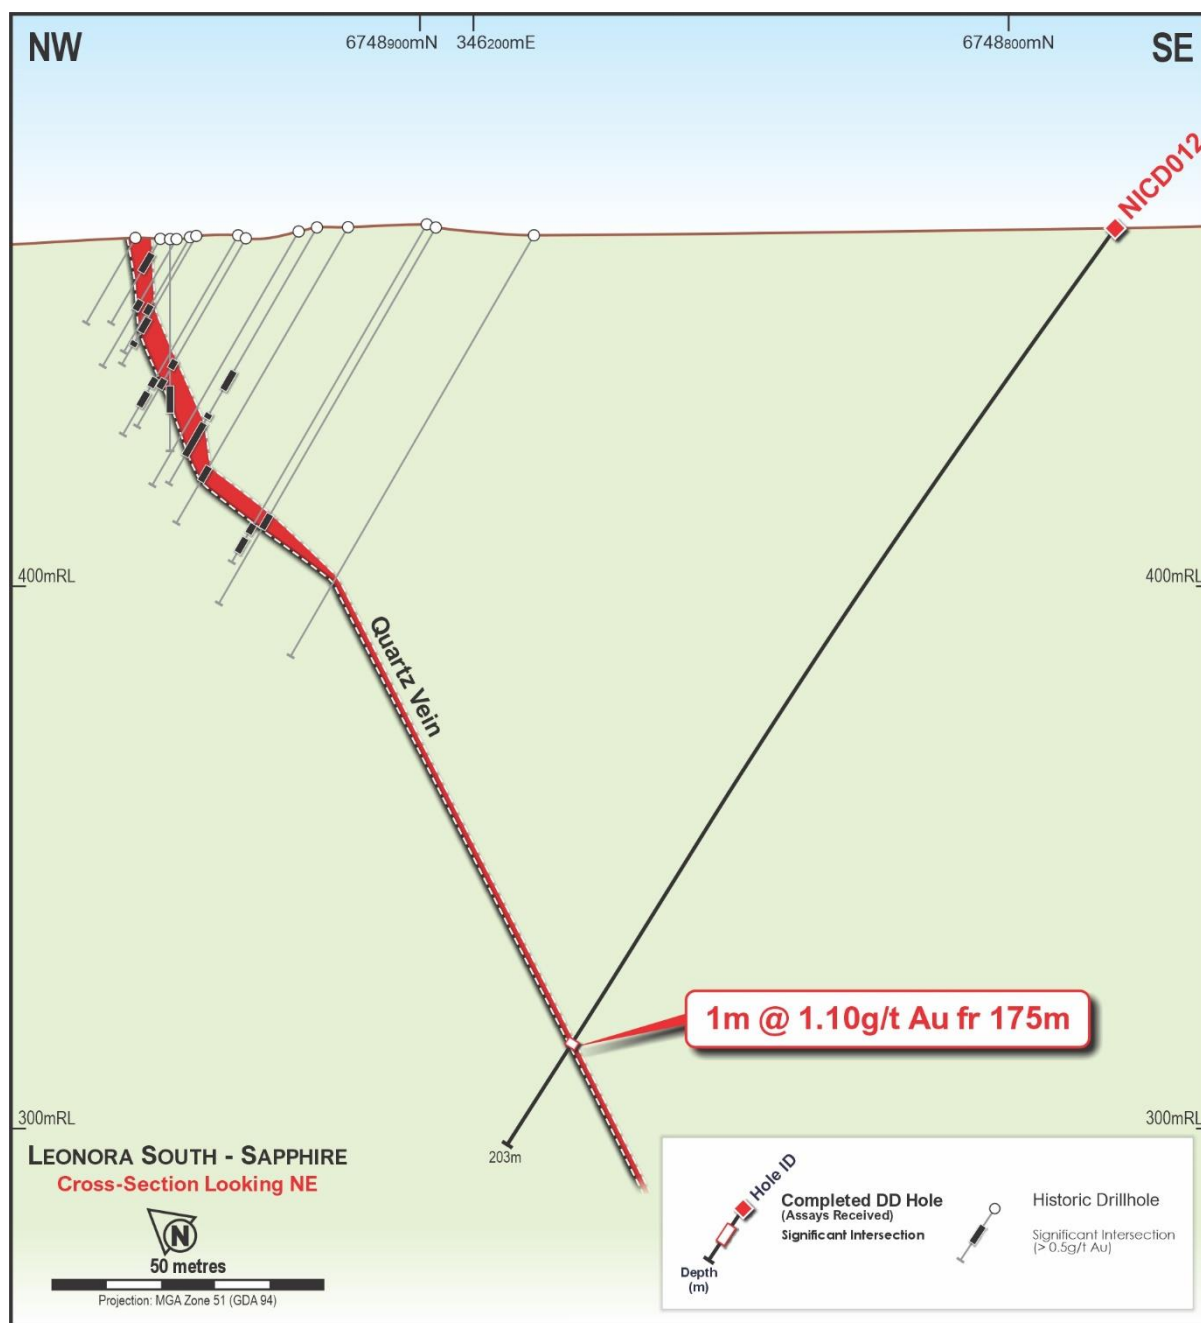 NW
6748900mN
346200mE
6748800mN
SE
NICD012
400mRL
400mRL
Quartz Vein
1m @ 1.10g/t Au fr 175m
300mRL
300mRL
203m
LEONORA SOUTH - SAPPHIRE
Cross-Section Looking NE
N
50 metres
Projection: MGA Zone 51 (GDA 94)
Hole ID
Completed DD Hole
(Assays Received)
Significant Intersection
Depth
(m)
Historic Drillhole
Significant Intersection
(> 0.5g/t Au)